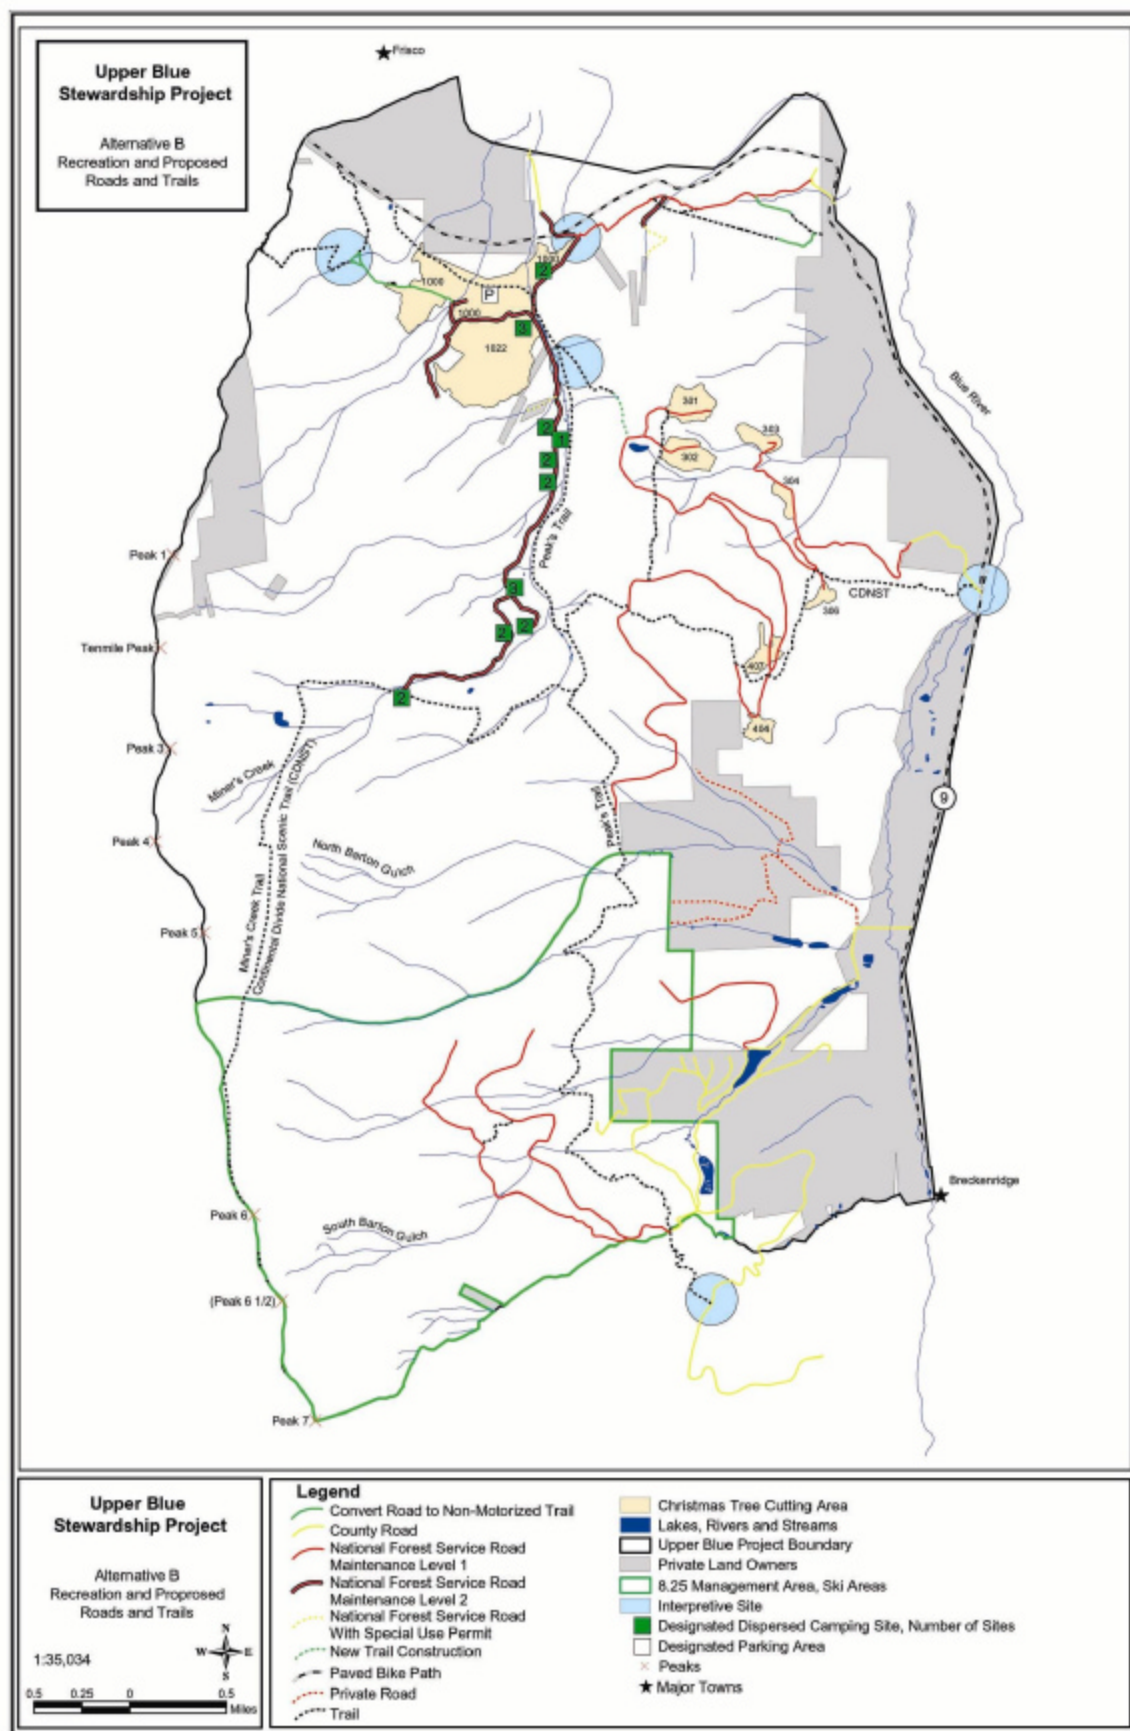 Upper Blue
Stewardship Project
Alternative B
Recreation and Proposed
Roads and Trails
Frisco
1000
2
~1000
P
1000
3
1022
Blue River
301
2
1
303
302
2
304
2
Peak's Trail
Peak 1
3
CDNST
306
2
2
Tenmile Peak
407
2
Peak 3
Miner's Creek
Continental Divide National Scenic Trail (CDNST)
Miner's Creek Trail
9
Peak's Trail
Peak 4
North Barton Gulch
Peak 5
Breckenridge
Peak 6
South Barton Gulch
(Peak 6 1/2)
Peak 7
Upper Blue
Stewardship Project
Alternative B
Recreation and Proprosed
Roads and Trails
N
W E
S
1:35,034
0.5 0.25 0 0.5
Miles
Legend
Convert Road to Non-Motorized Trail
County Road
National Forest Service Road
Maintenance Level 1
National Forest Service Road
Maintenance Level 2
National Forest Service Road
With Special Use Permit
New Trail Construction
Paved Bike Path
Private Road
Trail
Christmas Tree Cutting Area
Lakes, Rivers and Streams
Upper Blue Project Boundary
Private Land Owners
8.25 Management Area, Ski Areas
Interpretive Site
Designated Dispersed Camping Site, Number of Sites
Designated Parking Area
Peaks
Major Towns